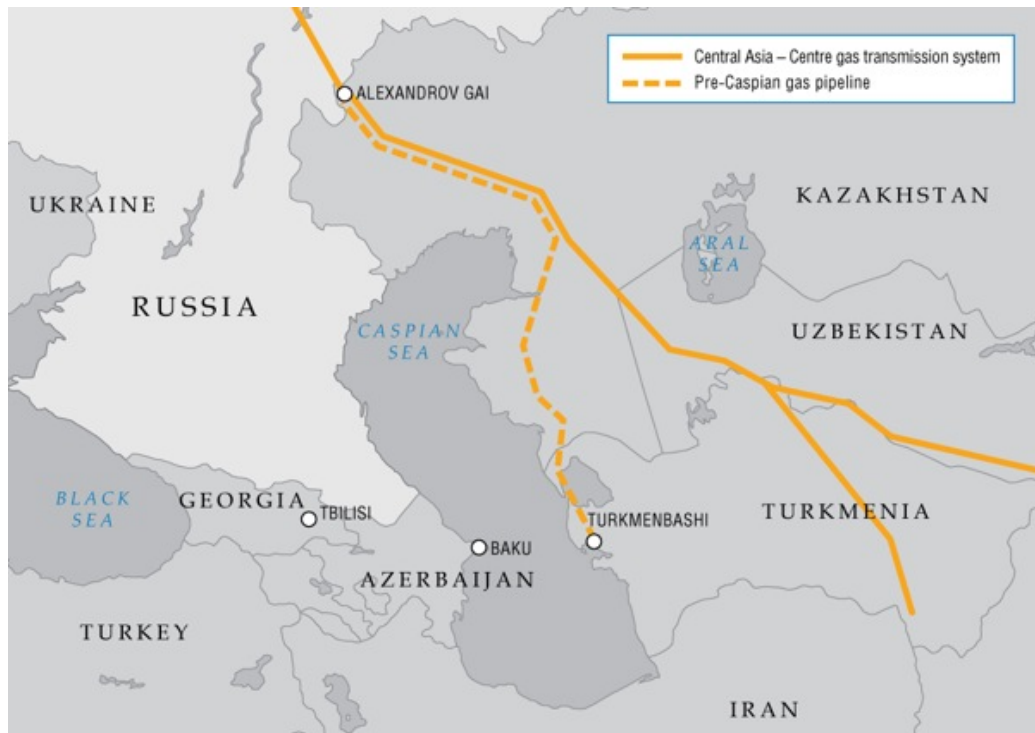 Central Asia – Centre gas transmission system
Pre-Caspian gas pipeline
ALEXANDROV GAI
UKRAINE
KAZAKHSTAN
ARAL
SEA
RUSSIA
CASPIAN
SEA
UZBEKISTAN
BLACK
SEA
GEORGIA
TBILISI
TURKMENBASHI
TURKMENIA
BAKU
AZERBAIJAN
TURKEY
IRAN